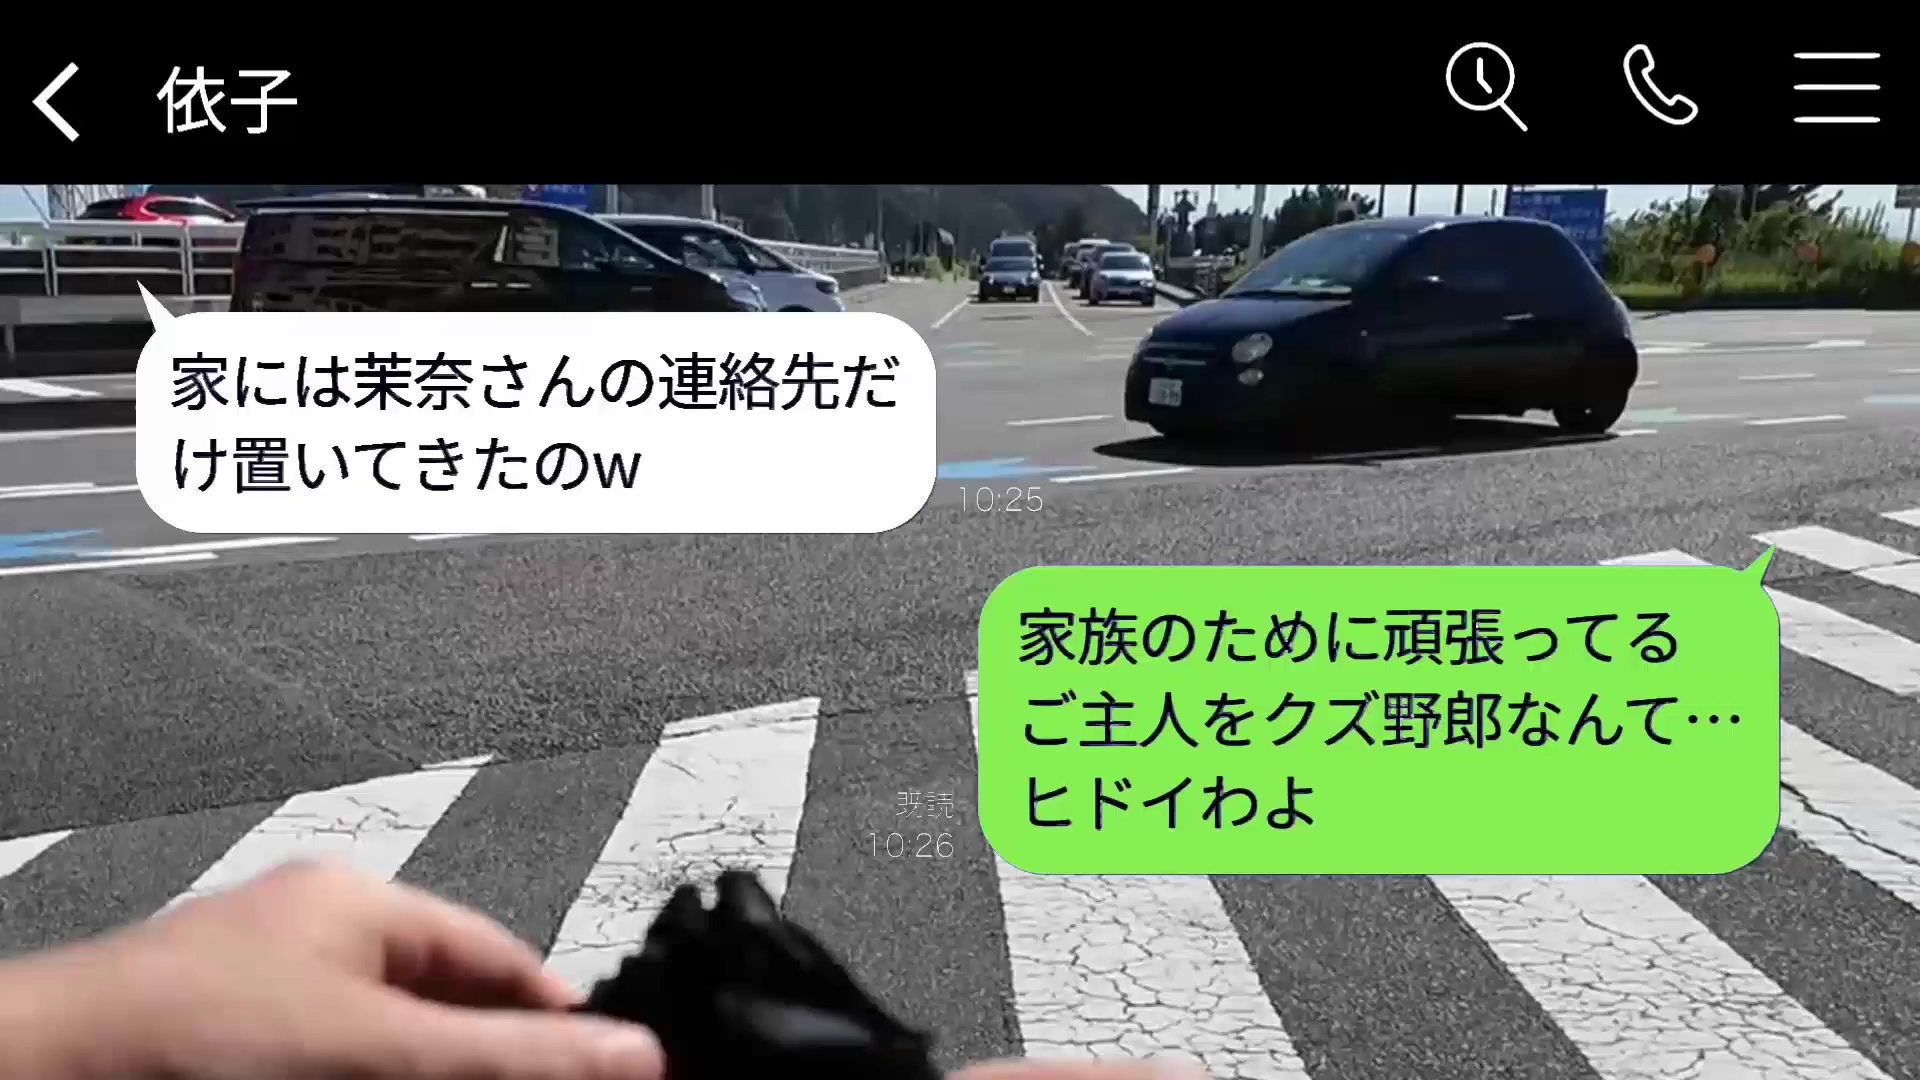 依子
家には茉奈さんの連絡先だ
け置いてきたのw
10:25
家族のために頑張ってる
ご主人をクズ野郎なんて…
ヒドイわよ
既読
10:26